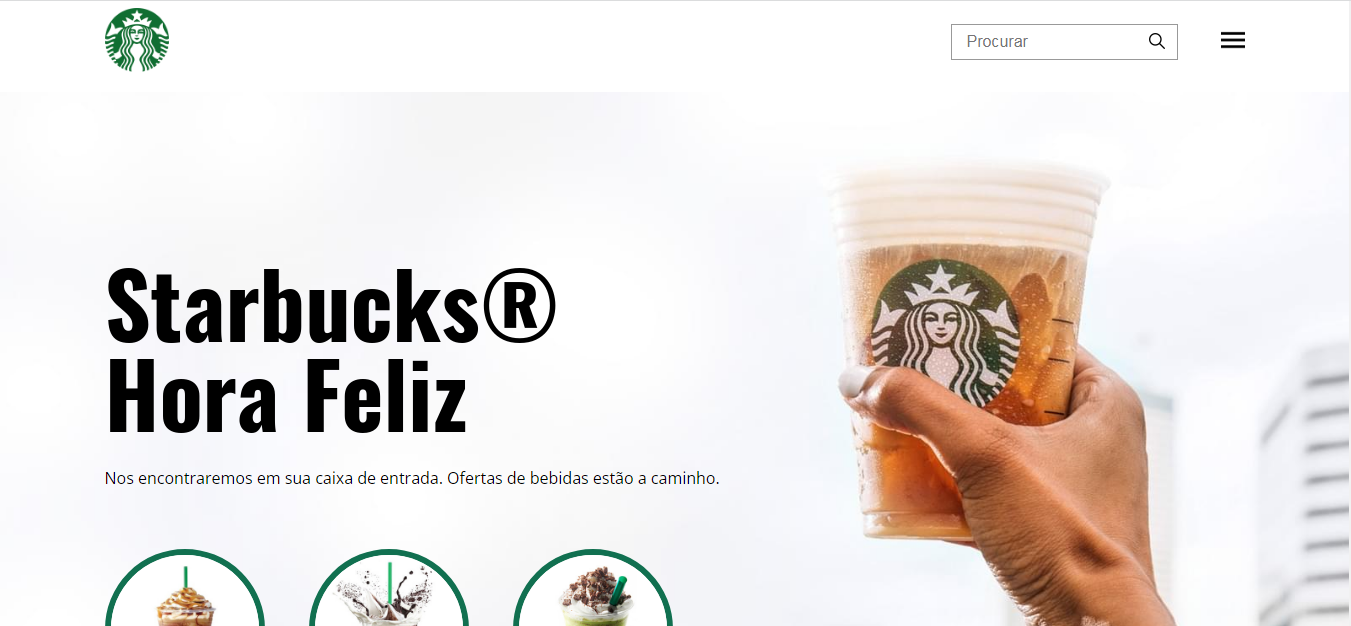 Procurar
Starbucks®
Hora Feliz
Nos encontraremos em sua caixa de entrada. Ofertas de bebidas estão a caminho.